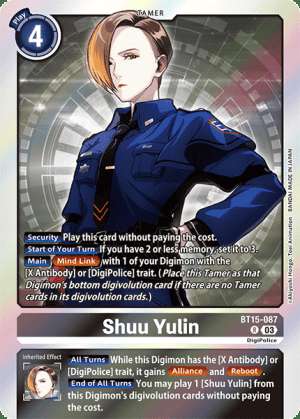 Play
4
TAMER
Security Play this card without paying the cost.
Start of Your Turn If you have 2 or less memory, set it to 3.
Main Mind Link with 1 of your Digimon with the
[X Antibody] or [DigiPolice] trait. (Place this Tamer as that
Digimon's bottom digivolution card if there are no Tamer
cards in its digivolution cards.)
©Akiyoshi Hongo, Toei Animation · BANDAI MADE IN JAPAN
Shuu Yulin
BT15-087
R 03
DigiPolice
Inherited Effect
All Turns While this Digimon has the [X Antibody] or
[DigiPolice] trait, it gains Alliance and Reboot.
End of All Turns You may play 1 [Shuu Yulin] from
this Digimon's digivolution cards without paying
the cost.